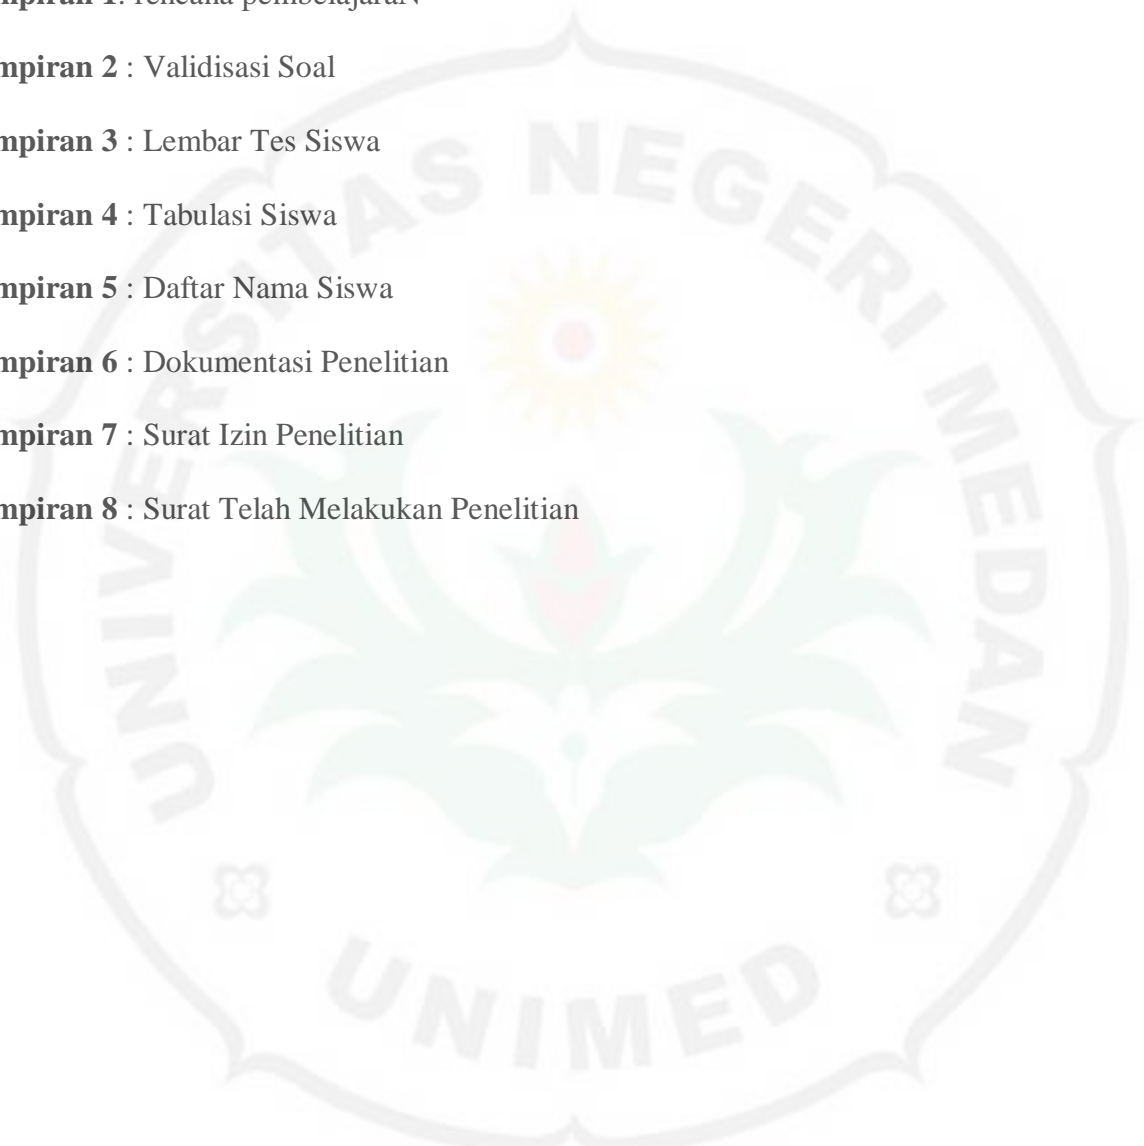 mpiran 1: rencana pembelajaraN
mpiran 2 : Validisasi Soal
mpiran 3 : Lembar Tes Siswa
mpiran 4 : Tabulasi Siswa
mpiran 5 : Daftar Nama Siswa
mpiran 6 : Dokumentasi Penelitian
mpiran 7 : Surat Izin Penelitian
mpiran 8 : Surat Telah Melakukan Penelitian
UNIVERSITAS NEGERI MEDAN
UNIMED